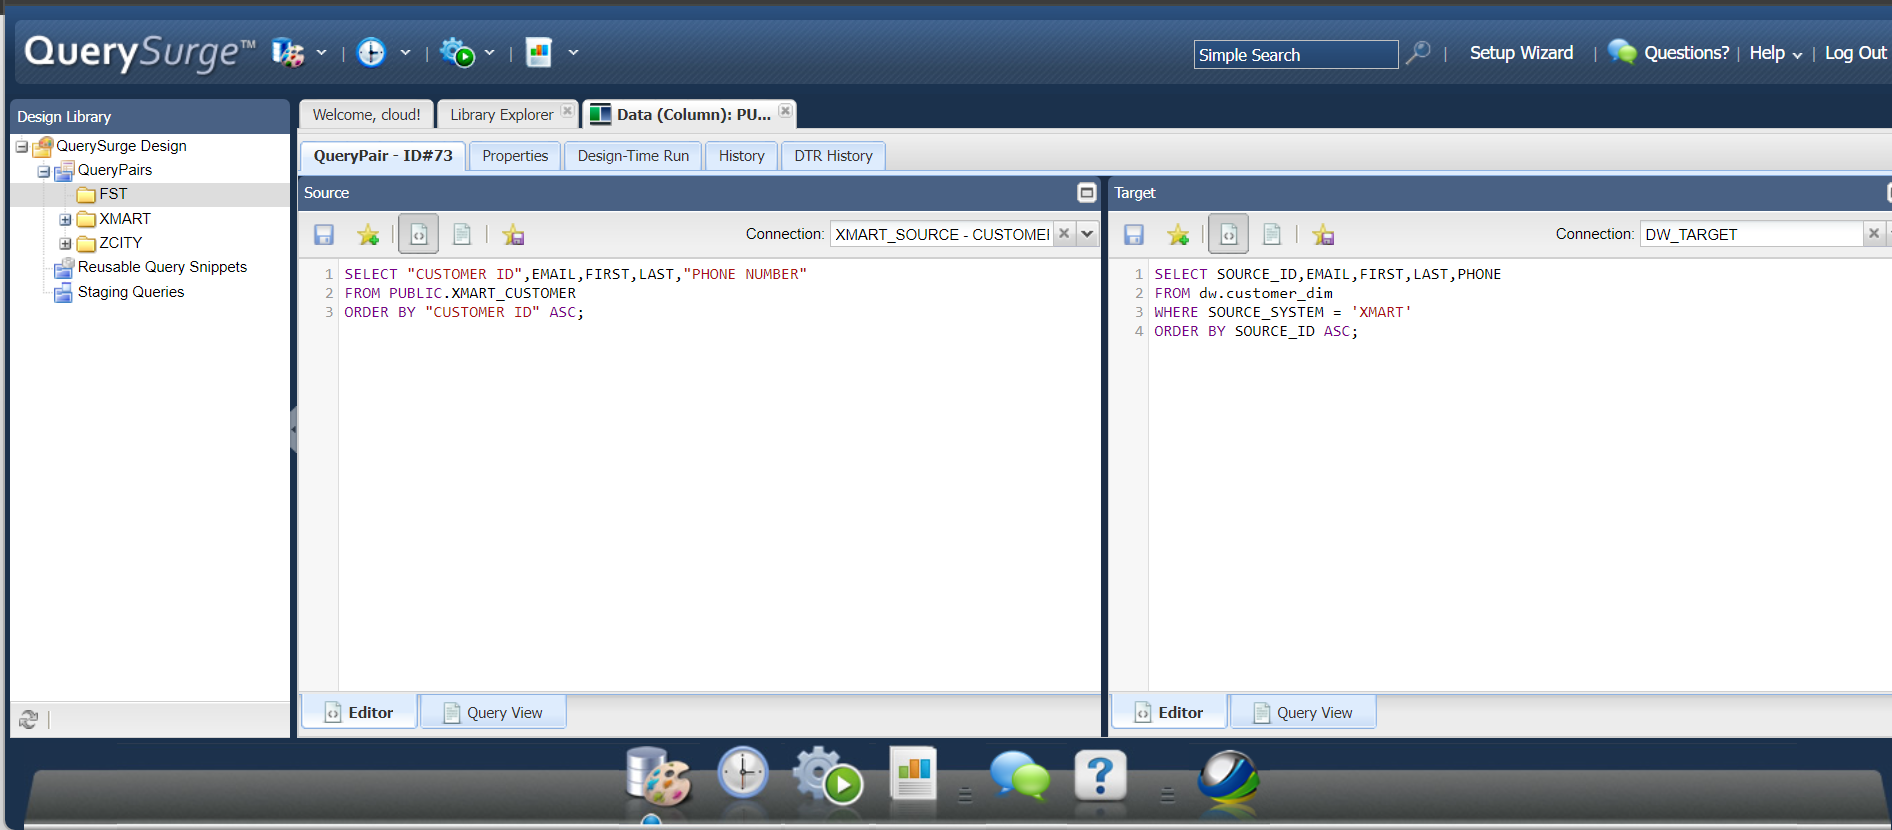 QuerySurge™
Simple Search
Setup Wizard
Questions?
Help
Log Out
Design Library
QuerySurge Design
QueryPairs
FST
XMART
ZCITY
Reusable Query Snippets
Staging Queries
Welcome, cloud!
Library Explorer
Data (Column): PU...
QueryPair - ID#73
Properties
Design-Time Run
History
DTR History
Source
Connection: XMART_SOURCE - CUSTOMEI
1 SELECT "CUSTOMER ID",EMAIL,FIRST,LAST,"PHONE NUMBER"
2 FROM PUBLIC.XMART_CUSTOMER
3 ORDER BY "CUSTOMER ID" ASC;
Editor
Query View
Target
Connection: DW_TARGET
1 SELECT SOURCE_ID,EMAIL,FIRST,LAST,PHONE
2 FROM dw.customer_dim
3 WHERE SOURCE_SYSTEM = 'XMART'
4 ORDER BY SOURCE_ID ASC;
Editor
Query View
?